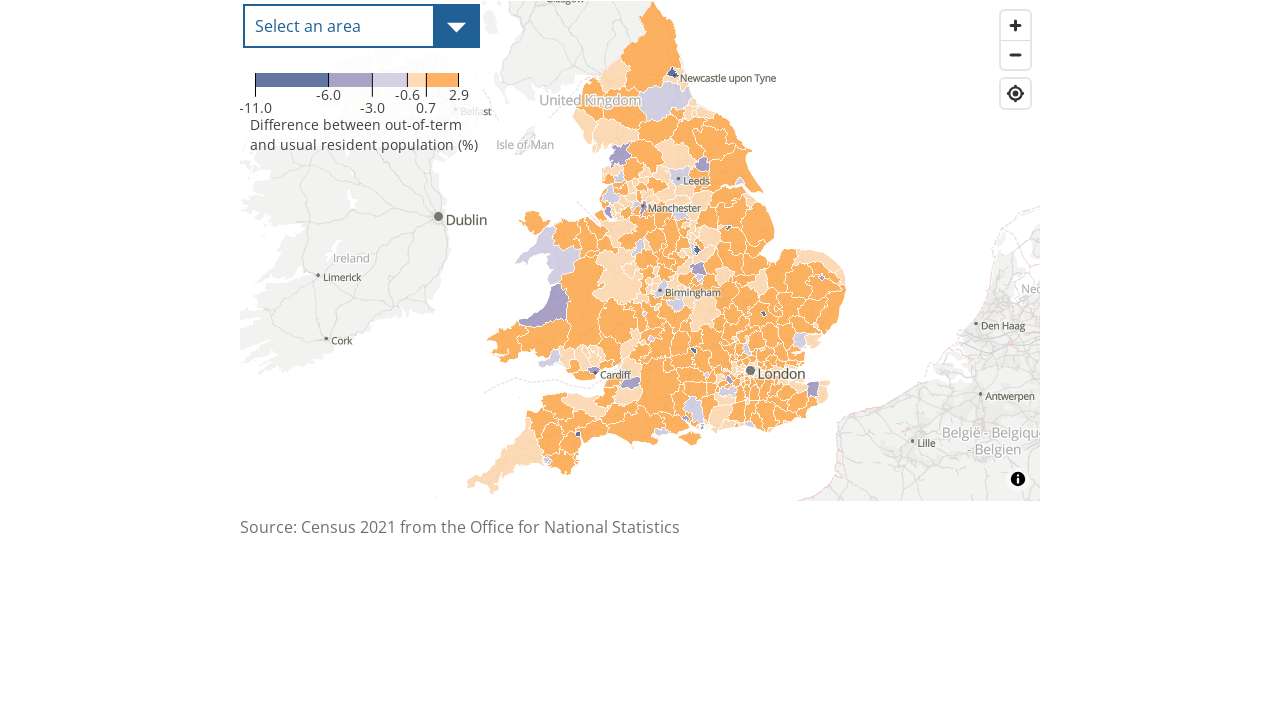 Select an area
-11.0
-6.0
-3.0
-0.6
0.7
2.9
Difference between out-of-term
and usual resident population (%)
Newcastle upon Tyne
United Kingdom
Belfast
Isle of Man
Leeds
Manchester
Dublin
Ireland
Limerick
Birmingham
Cork
Den Haag
Cardiff
London
Antwerpen
België - Belgique
- Belgien
Lille
Source: Census 2021 from the Office for National Statistics